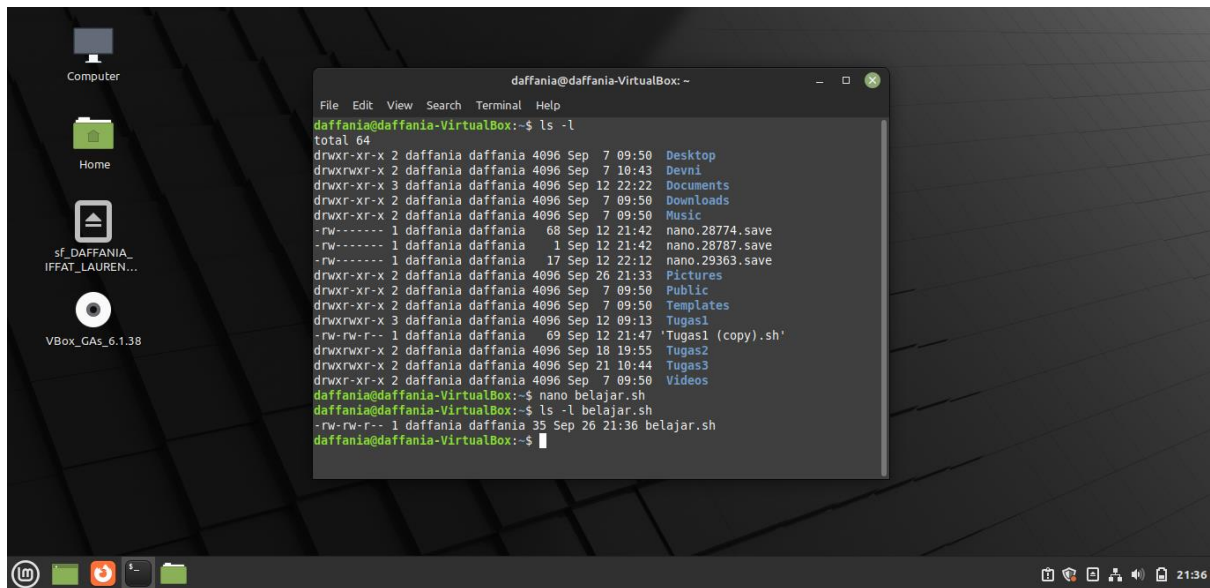 Computer
Home
sf_DAFFANIA_
IFFAT_LAUREN...
VBox_GAs_6.1.38
daffania@daffania-VirtualBox: ~
File Edit View Search Terminal Help
daffania@daffania-VirtualBox:~$ ls -l
total 64
drwxr-xr-x 2 daffania daffania 4096 Sep  7 09:50 Desktop
drwxrwxr-x 2 daffania daffania 4096 Sep  7 10:43 Devni
drwxr-xr-x 3 daffania daffania 4096 Sep 12 22:22 Documents
drwxr-xr-x 2 daffania daffania 4096 Sep  7 09:50 Downloads
drwxr-xr-x 2 daffania daffania 4096 Sep  7 09:50 Music
-rw------- 1 daffania daffania   68 Sep 12 21:42 nano.28774.save
-rw------- 1 daffania daffania    1 Sep 12 21:42 nano.28787.save
-rw------- 1 daffania daffania   17 Sep 12 22:12 nano.29363.save
drwxr-xr-x 2 daffania daffania 4096 Sep 26 21:33 Pictures
drwxr-xr-x 2 daffania daffania 4096 Sep  7 09:50 Public
drwxr-xr-x 2 daffania daffania 4096 Sep  7 09:50 Templates
drwxrwxr-x 3 daffania daffania 4096 Sep 12 09:13 Tugas1
-rw-rw-r-- 1 daffania daffania   69 Sep 12 21:47 'Tugas1 (copy).sh'
drwxrwxr-x 2 daffania daffania 4096 Sep 18 19:55 Tugas2
drwxrwxr-x 2 daffania daffania 4096 Sep 21 10:44 Tugas3
drwxr-xr-x 2 daffania daffania 4096 Sep  7 09:50 Videos
daffania@daffania-VirtualBox:~$ nano belajar.sh
daffania@daffania-VirtualBox:~$ ls -l belajar.sh
-rw-rw-r-- 1 daffania daffania 35 Sep 26 21:36 belajar.sh
daffania@daffania-VirtualBox:~$
21:36